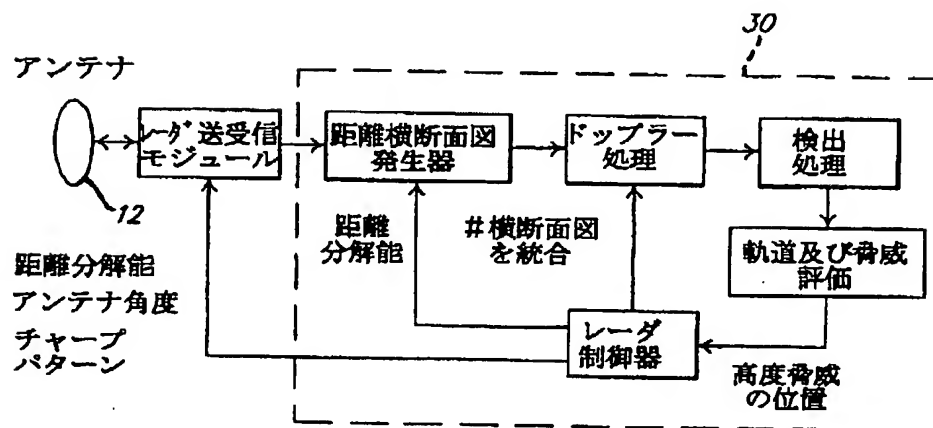 30
アンテナ
レーダ送受信
モジュール
距離横断面図
発生器
ドップラー
処理
検出
処理
12
距離
分解能
#横断面図
を統合
軌道及び脅威
評価
距離分解能
アンテナ角度
チャープ
パターン
レーダ
制御器
高度脅威
の位置